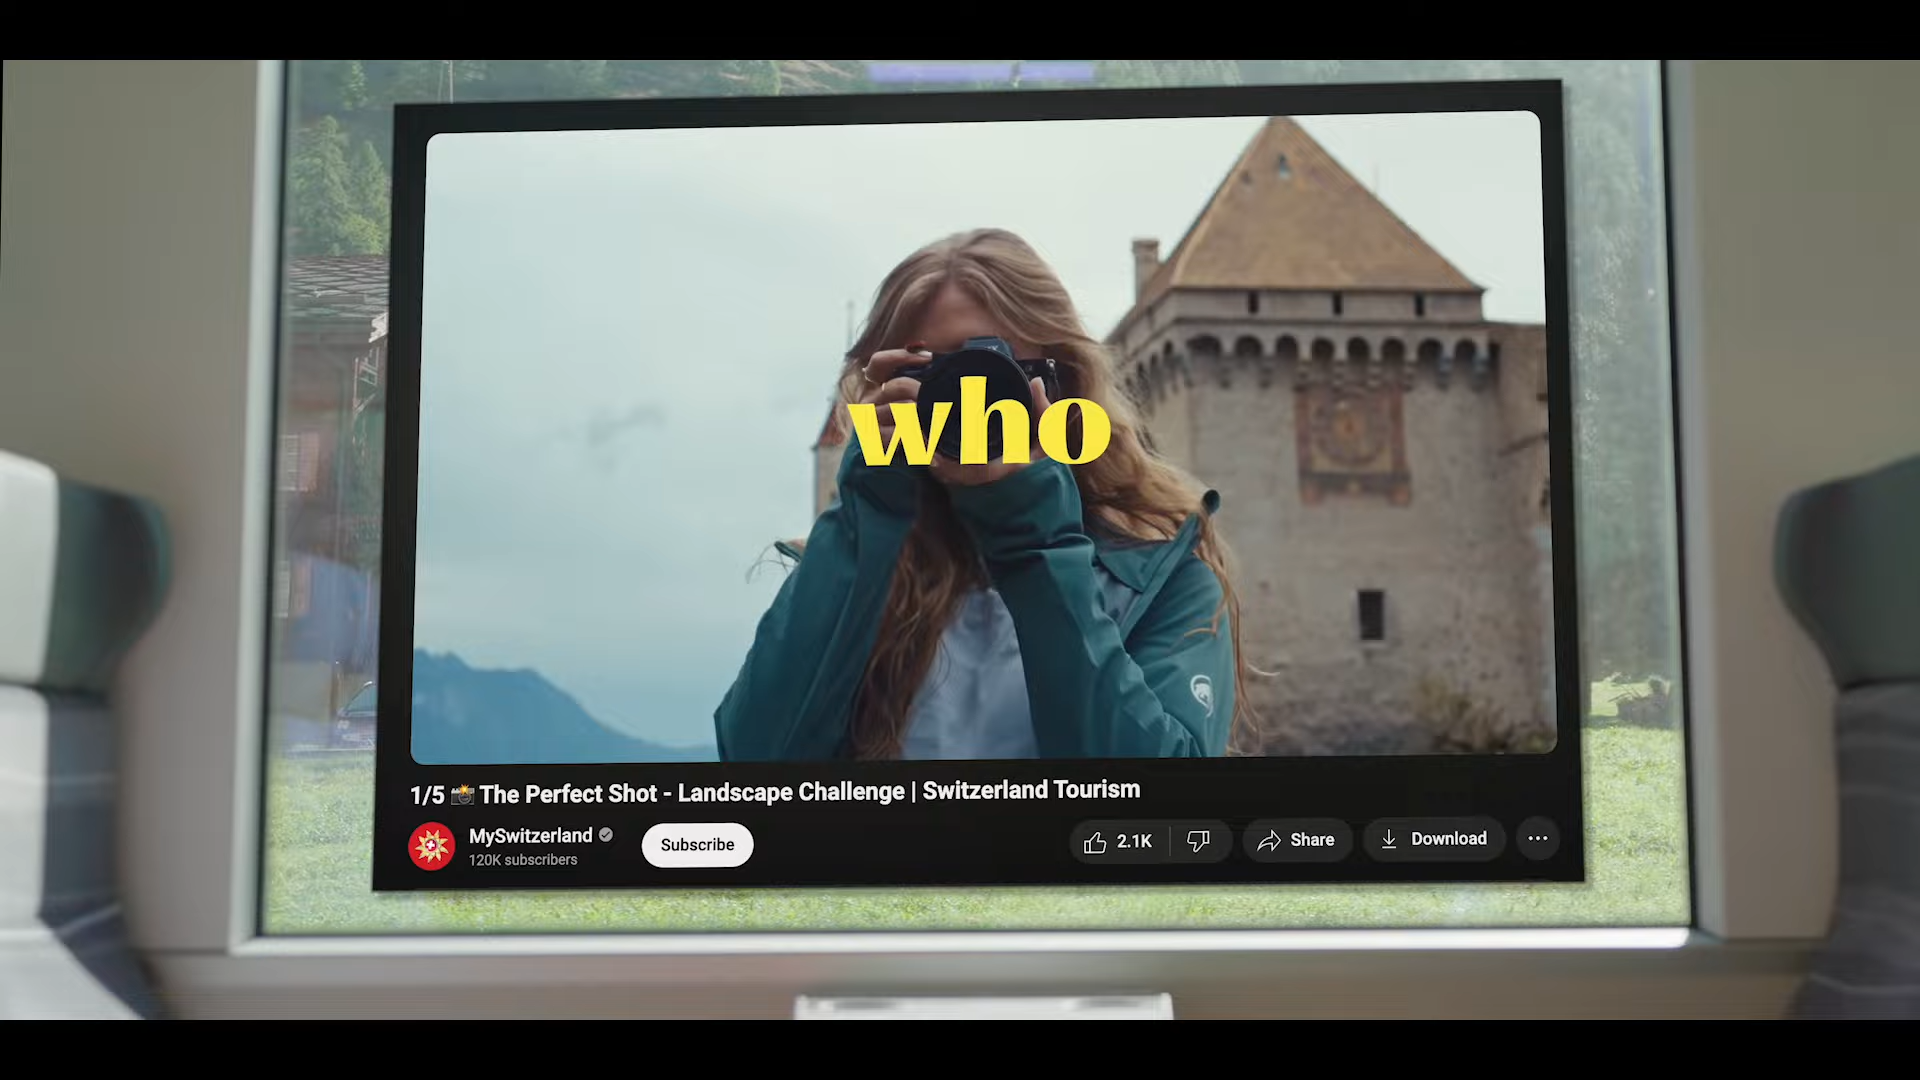 who
1/5 📸 The Perfect Shot - Landscape Challenge | Switzerland Tourism
MySwitzerland
120K subscribers
Subscribe
2.1K
Share
Download